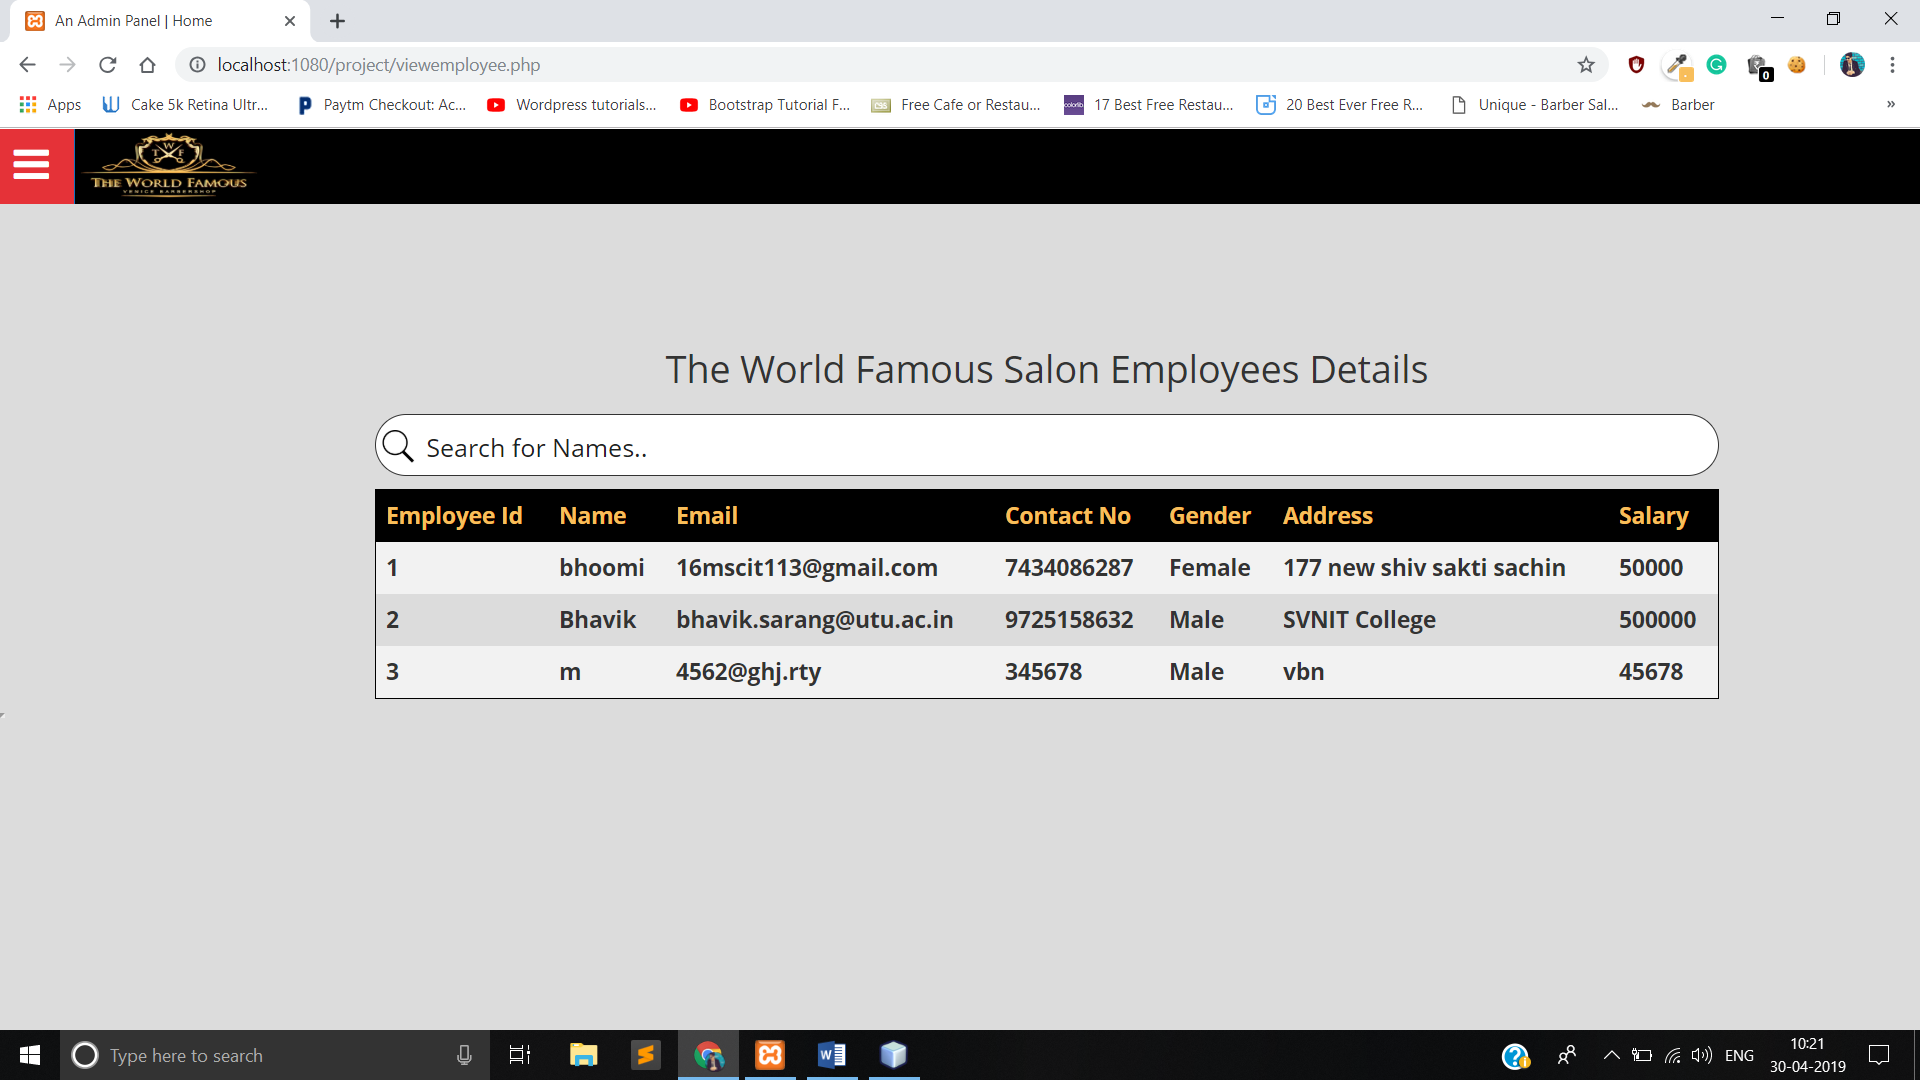 An Admin Panel | Home
localhost:1080/project/viewemployee.php
0
Apps Cake 5k Retina Ultr... Paytm Checkout: Ac... Wordpress tutorials... Bootstrap Tutorial F... Free Cafe or Restau... 17 Best Free Restau... 20 Best Ever Free R... Unique - Barber Sal... Barber »
T W F
THE WORLD FAMOUS
VENICE BARBERSHOP
The World Famous Salon Employees Details
Search for Names..
Employee Id Name Email Contact No Gender Address Salary
1 bhoomi 16mscit113@gmail.com 7434086287 Female 177 new shiv sakti sachin 50000
2 Bhavik bhavik.sarang@utu.ac.in 9725158632 Male SVNIT College 500000
3 m 4562@ghj.rty 345678 Male vbn 45678
Type here to search
ENG
10:21
30-04-2019